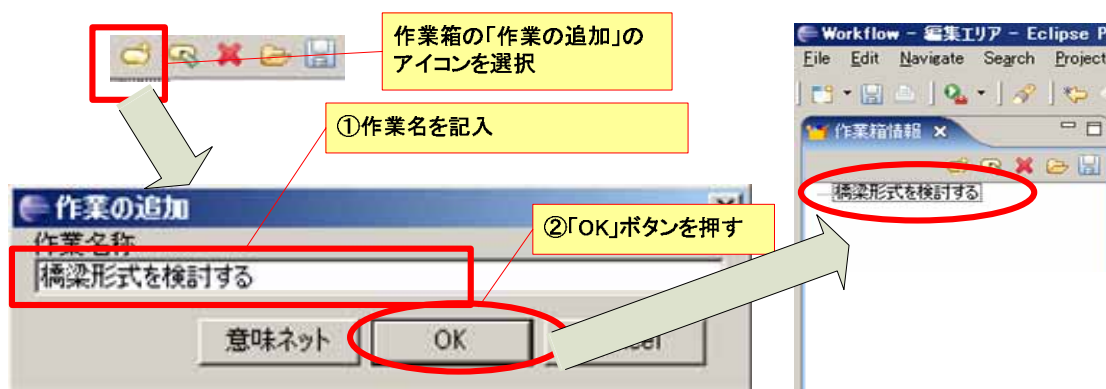 作業箱の「作業の追加」の
アイコンを選択
①作業名を記入
作業の追加
作業名称
橋梁形式を検討する
②「OK」ボタンを押す
意味ネット
OK
Workflow - 編集エリア - Eclipse P
File Edit Navigate Search Project
作業箱情報
橋梁形式を検討する